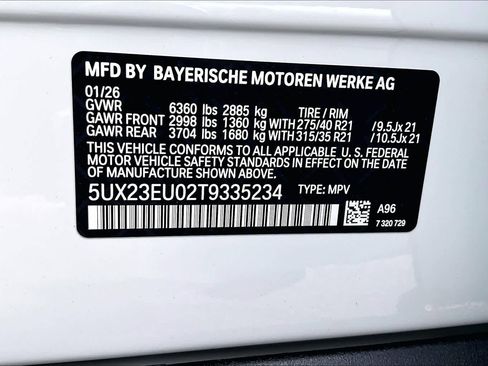 MFD BY BAYERISCHE MOTOREN WERKE AG
01/26
GVWR 6360 lbs 2885 kg TIRE / RIM
GAWR FRONT 2998 lbs 1360 kg 275/40 R21 /9.5Jx 21
GAWR REAR 3704 lbs 1680 kg 315/35 R21 /10.5Jx 21
THIS VEHICLE CONFORMS TO ALL APPLICABLE U. S. FEDERAL
MOTOR VEHICLE SAFETY STANDARDS IN EFFECT ON THE
DATE OF MANUFACTURE SHOWN ABOVE.
5UX23EU02T9335234 TYPE: MPV
A96
7 320 729